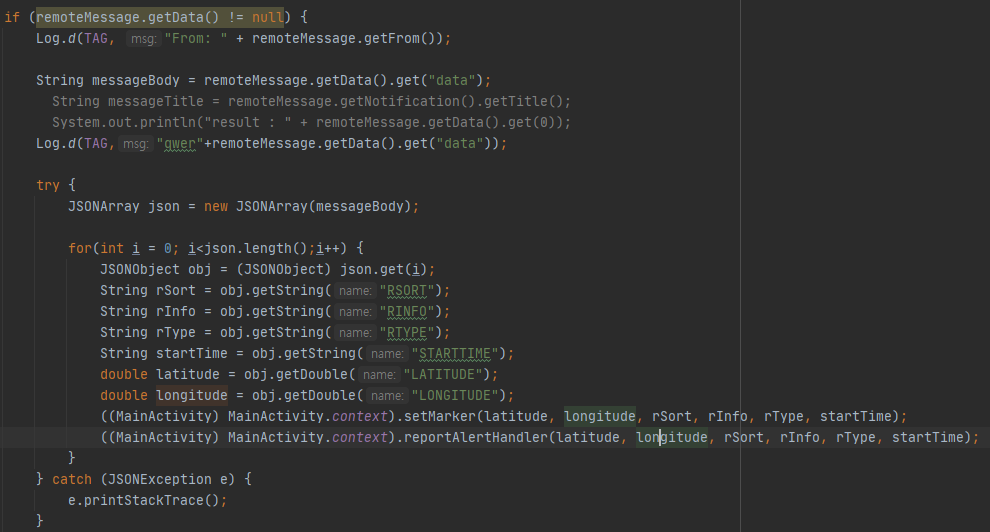 if (remoteMessage.getData() != null) {
Log.d(TAG, msg: "From: " + remoteMessage.getFrom());
String messageBody = remoteMessage.getData().get("data");
String messageTitle = remoteMessage.getNotification().getTitle();
System.out.println("result : " + remoteMessage.getData().get(0));
Log.d(TAG, msg: "qwer"+remoteMessage.getData().get("data"));
try {
JSONArray json = new JSONArray(messageBody);
for(int i = 0; i<json.length();i++) {
JSONObject obj = (JSONObject) json.get(i);
String rSort = obj.getString( name: "RSORT");
String rInfo = obj.getString( name: "RINFO");
String rType = obj.getString( name: "RTYPE");
String startTime = obj.getString( name: "STARTTIME");
double latitude = obj.getDouble( name: "LATITUDE");
double longitude = obj.getDouble( name: "LONGITUDE");
((MainActivity) MainActivity.context).setMarker(latitude, longitude, rSort, rInfo, rType, startTime);
((MainActivity) MainActivity.context).reportAlertHandler(latitude, longitude, rSort, rInfo, rType, startTime);
}
} catch (JSONException e) {
e.printStackTrace();
}